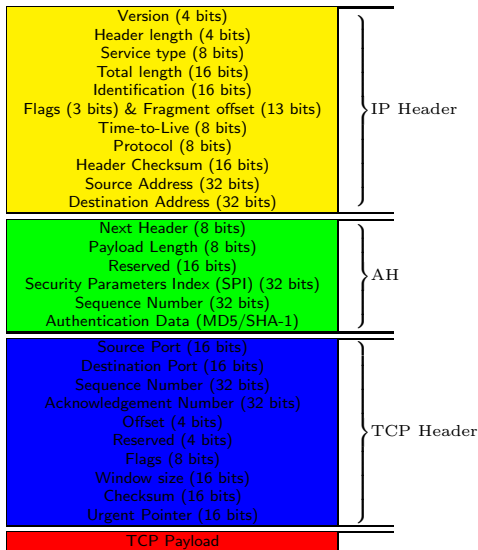 Version (4 bits)
Header length (4 bits)
Service type (8 bits)
Total length (16 bits)
Identification (16 bits)
Flags (3 bits) & Fragment offset (13 bits)
Time-to-Live (8 bits)
Protocol (8 bits)
Header Checksum (16 bits)
Source Address (32 bits)
Destination Address (32 bits)
IP Header
Next Header (8 bits)
Payload Length (8 bits)
Reserved (16 bits)
Security Parameters Index (SPI) (32 bits)
Sequence Number (32 bits)
Authentication Data (MD5/SHA-1)
AH
Source Port (16 bits)
Destination Port (16 bits)
Sequence Number (32 bits)
Acknowledgement Number (32 bits)
Offset (4 bits)
Reserved (4 bits)
Flags (8 bits)
Window size (16 bits)
Checksum (16 bits)
Urgent Pointer (16 bits)
TCP Header
TCP Payload